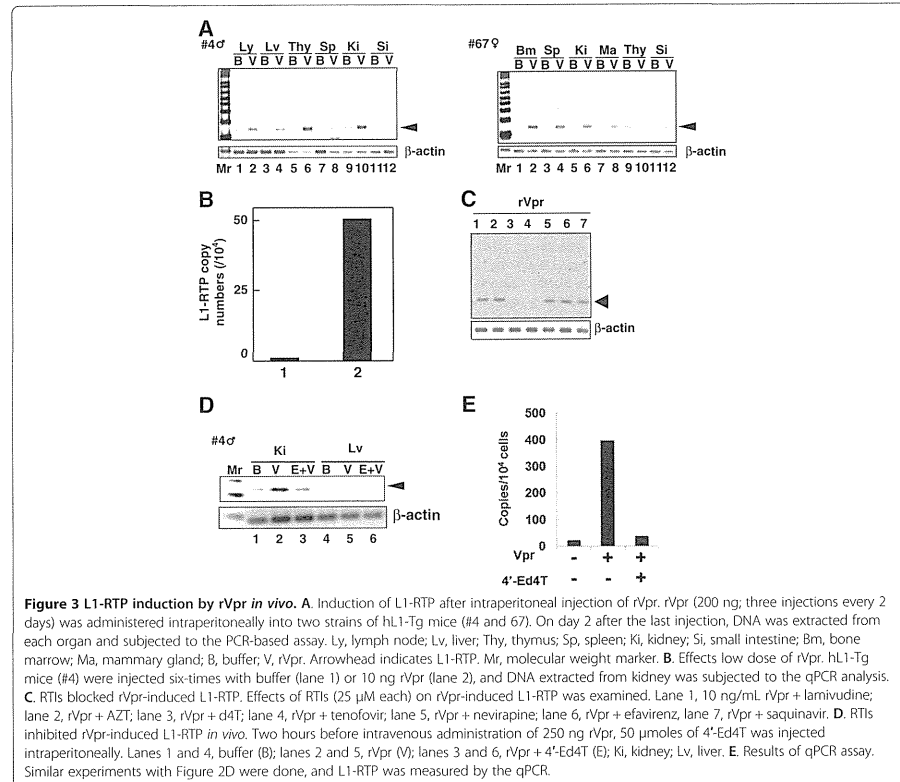 A
#4♂
Ly Lv Thy Sp Ki Si
B V B V B V B V B V B V
β-actin
Mr 1 2 3 4 5 6 7 8 9 10 11 12
#67♀
Bm Sp Ki Ma Thy Si
B V B V B V B V B V B V
β-actin
Mr 1 2 3 4 5 6 7 8 9 10 11 12
B
L1-RTP copy numbers (/10⁴)
50
25
0
1 2
C
rVpr
1 2 3 4 5 6 7
β-actin
D
#4♂
Ki Lv
Mr B V E+V B V E+V
β-actin
1 2 3 4 5 6
E
Copies/10⁴ cells
500
400
300
200
100
0
Vpr - + +
4'-Ed4T - - +
Figure 3 L1-RTP induction by rVpr in vivo. A. Induction of L1-RTP after intraperitoneal injection of rVpr. rVpr (200 ng; three injections every 2
days) was administered intraperitoneally into two strains of hL1-Tg mice (#4 and 67). On day 2 after the last injection, DNA was extracted from
each organ and subjected to the PCR-based assay. Ly, lymph node; Lv, liver; Thy, thymus; Sp, spleen; Ki, kidney; Si, small intestine; Bm, bone
marrow; Ma, mammary gland; B, buffer; V, rVpr. Arrowhead indicates L1-RTP. Mr, molecular weight marker. B. Effects low dose of rVpr. hL1-Tg
mice (#4) were injected six-times with buffer (lane 1) or 10 ng rVpr (lane 2), and DNA extracted from kidney was subjected to the qPCR analysis.
C. RTIs blocked rVpr-induced L1-RTP. Effects of RTIs (25 μM each) on rVpr-induced L1-RTP was examined. Lane 1, 10 ng/mL rVpr + lamivudine;
lane 2, rVpr + AZT; lane 3, rVpr + d4T; lane 4, rVpr + tenofovir; lane 5, rVpr + nevirapine; lane 6, rVpr + efavirenz, lane 7, rVpr + saquinavir. D. RTIs
inhibited rVpr-induced L1-RTP in vivo. Two hours before intravenous administration of 250 ng rVpr, 50 μmoles of 4'-Ed4T was injected
intraperitoneally. Lanes 1 and 4, buffer (B); lanes 2 and 5, rVpr (V); lanes 3 and 6, rVpr + 4'-Ed4T (E); Ki, kidney; Lv, liver. E. Results of qPCR assay.
Similar experiments with Figure 2D were done, and L1-RTP was measured by the qPCR.